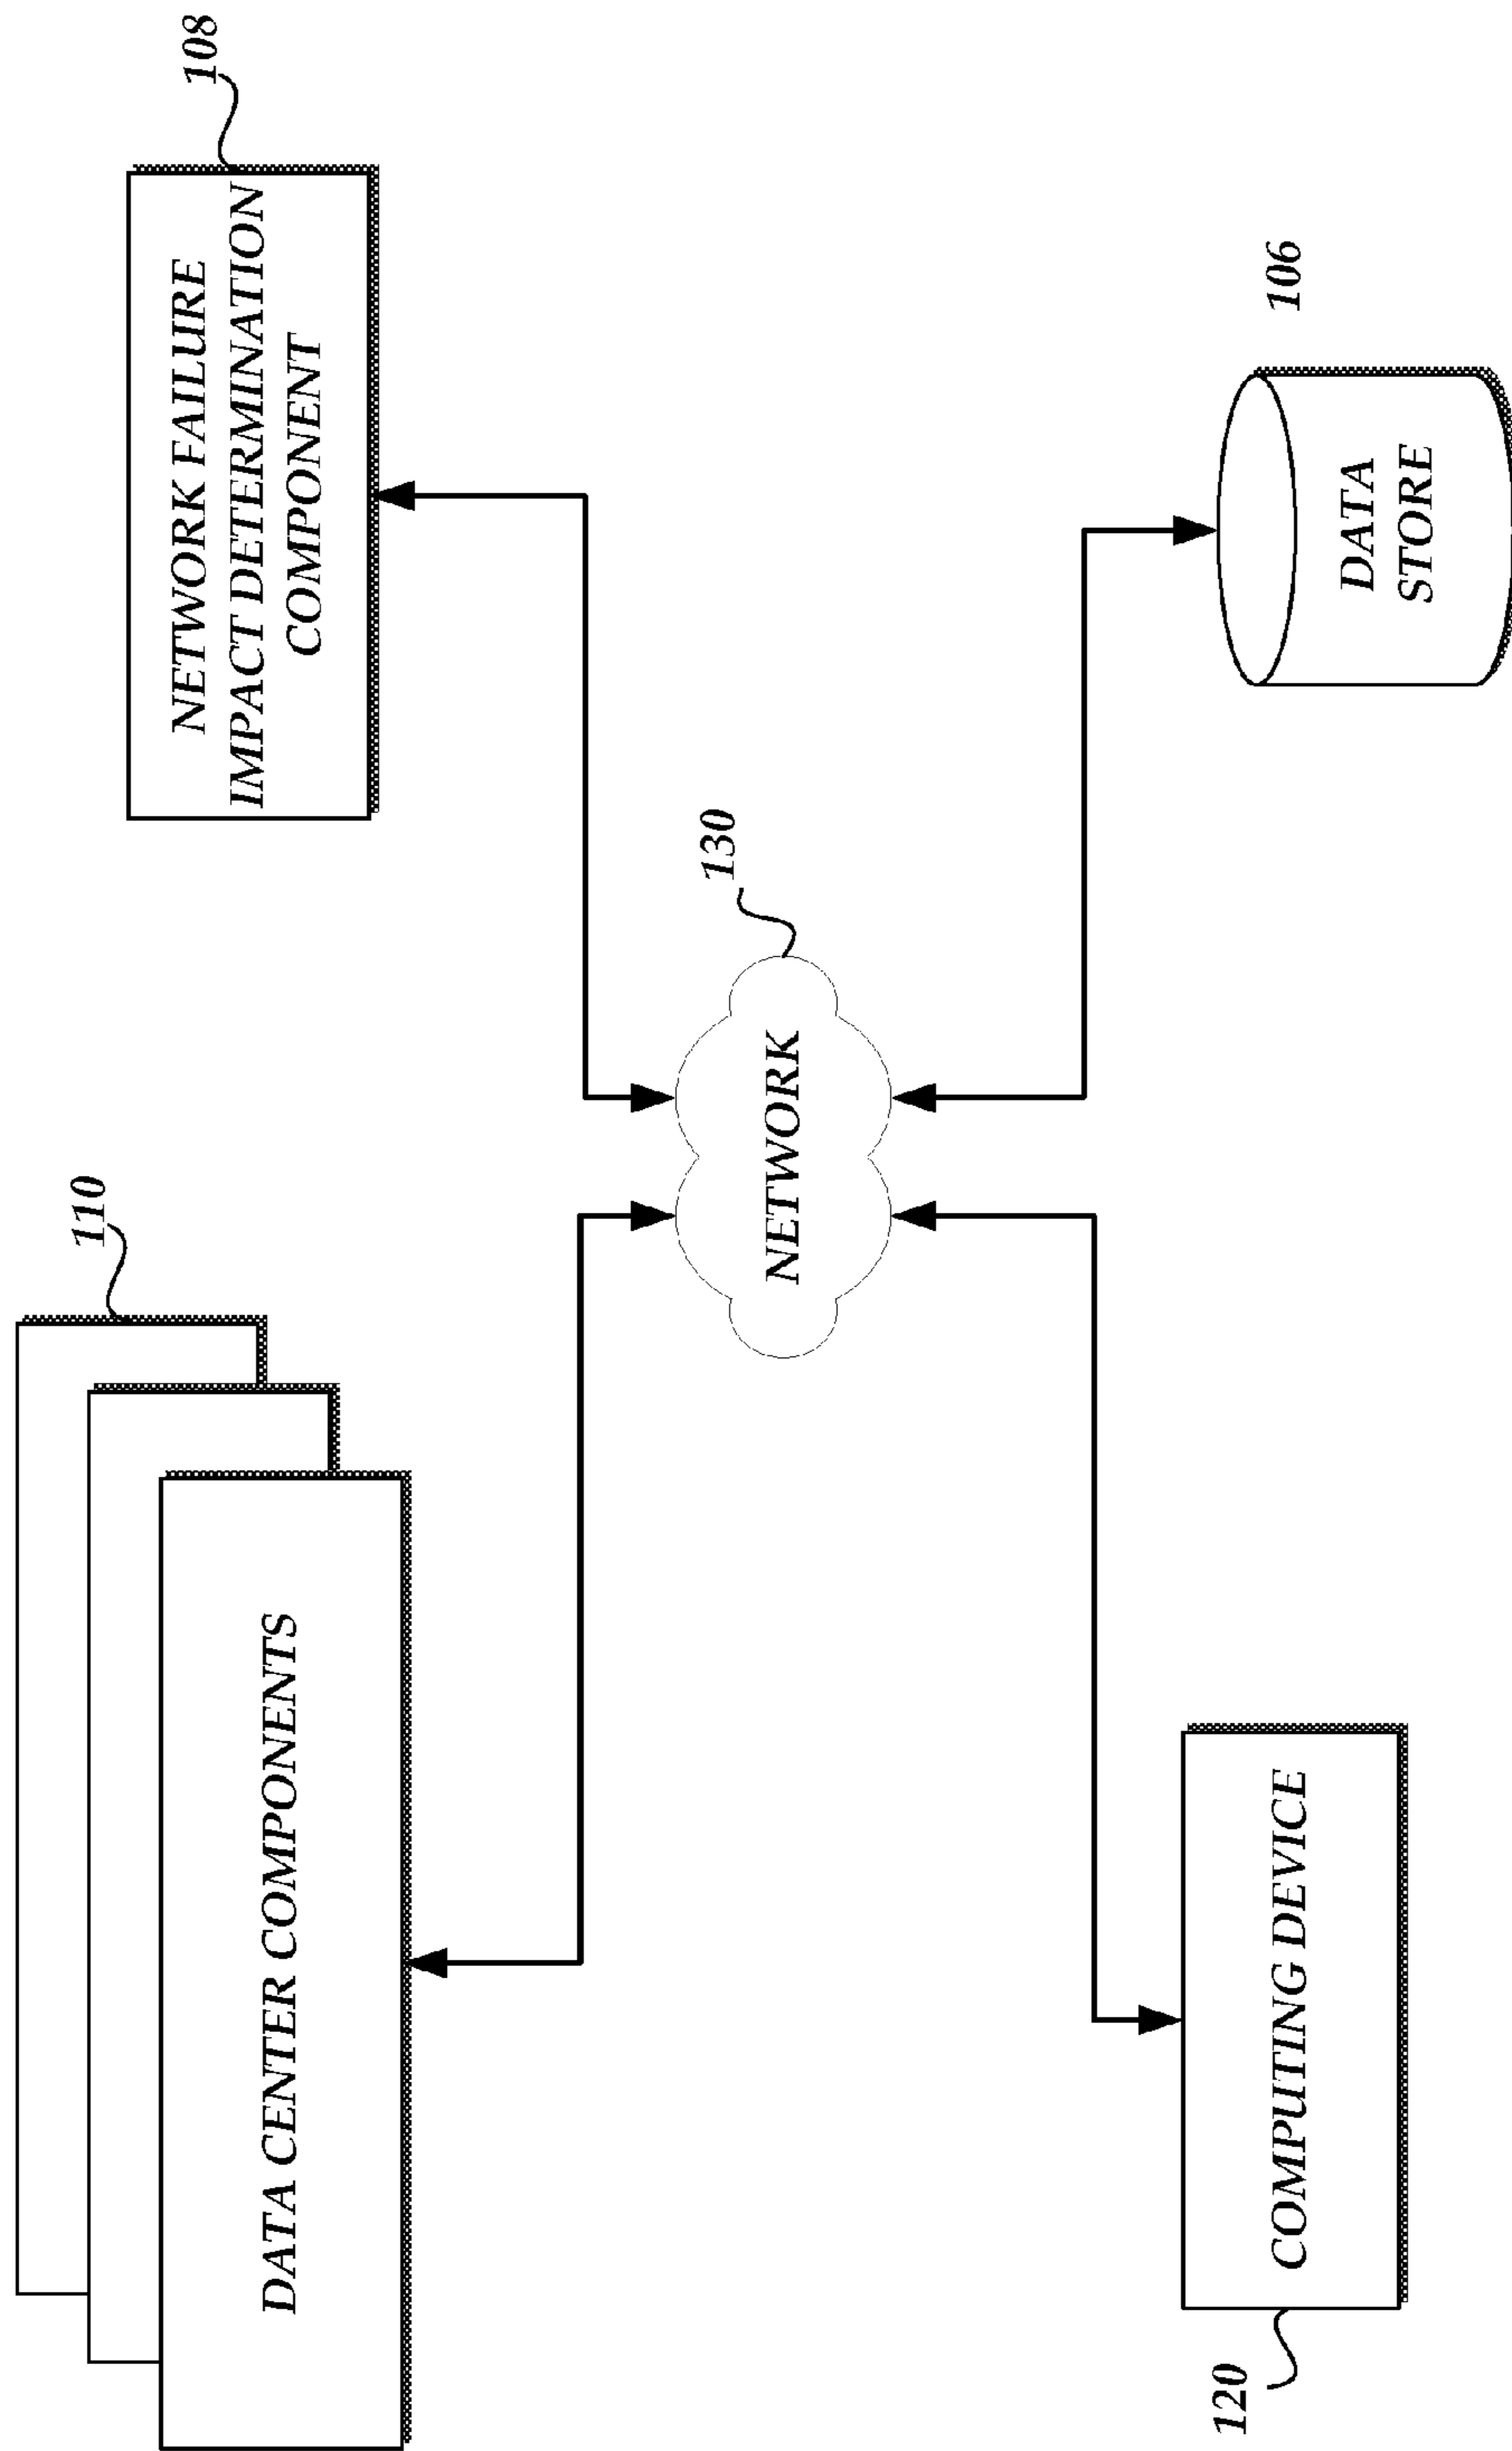 110
DATA CENTER COMPONENTS
108
NETWORK FAILURE
IMPACT DETERMINATION
COMPONENT
130
NETWORK
120
COMPUTING DEVICE
106
DATA
STORE